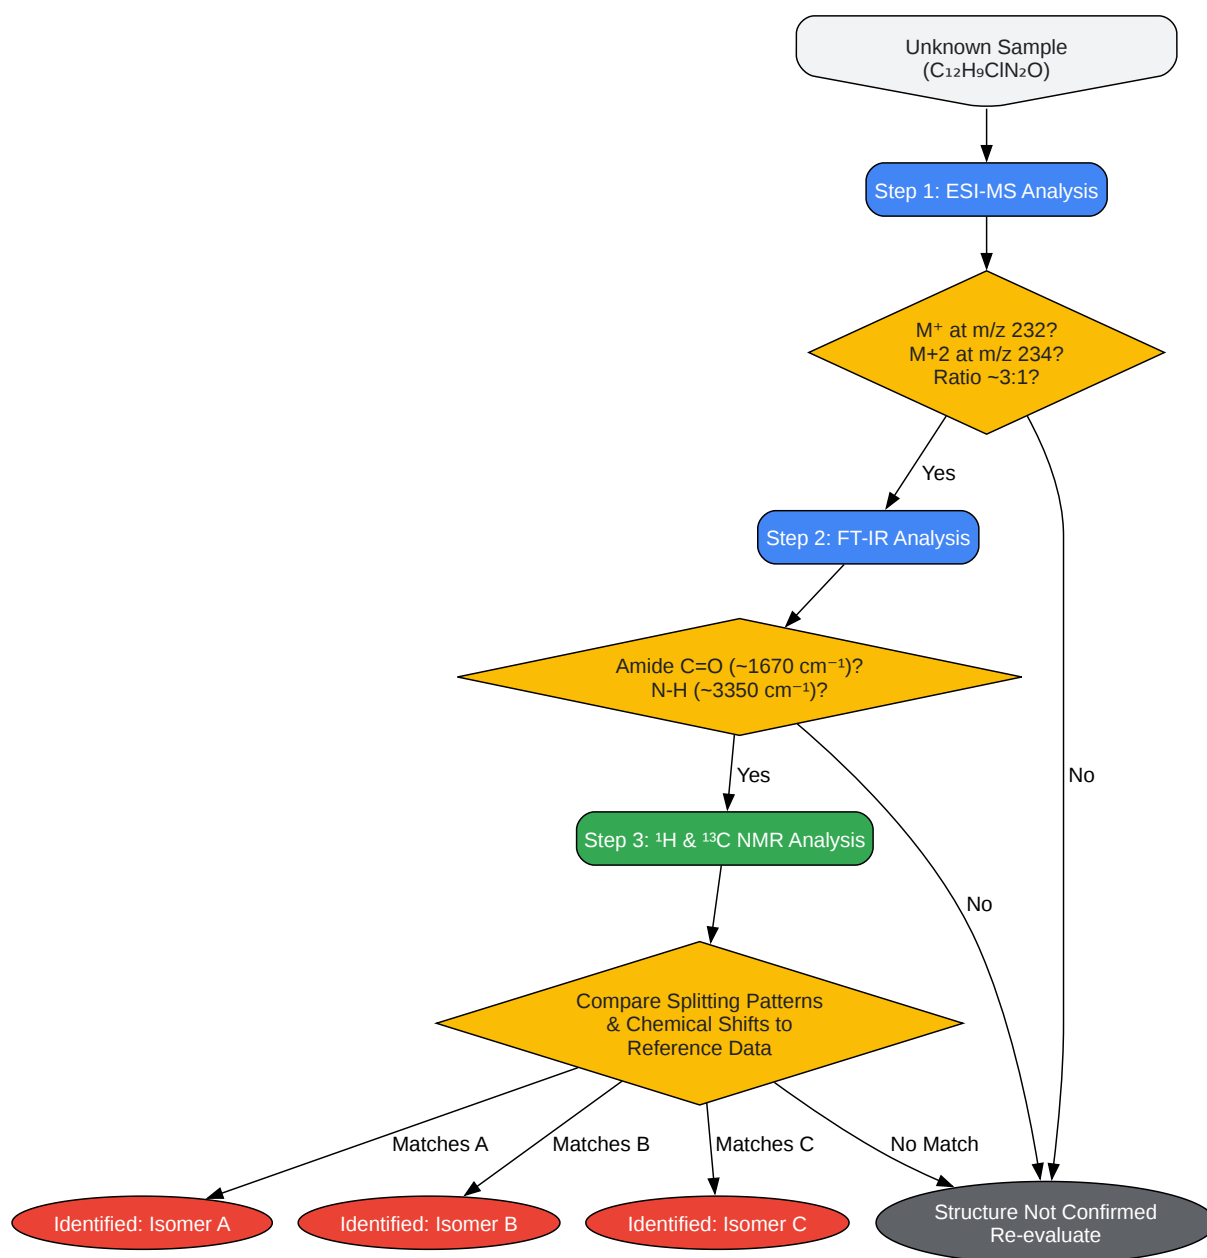 Unknown Sample
(C₁₂H₉ClN₂O)
Step 1: ESI-MS Analysis
M⁺ at m/z 232?
M+2 at m/z 234?
Ratio ~3:1?
Yes
No
Step 2: FT-IR Analysis
Amide C=O (~1670 cm⁻¹)?
N-H (~3350 cm⁻¹)?
Yes
No
Step 3: ¹H & ¹³C NMR Analysis
Compare Splitting Patterns
& Chemical Shifts to
Reference Data
Matches A
Matches B
Matches C
No Match
Identified: Isomer A
Identified: Isomer B
Identified: Isomer C
Structure Not Confirmed
Re-evaluate